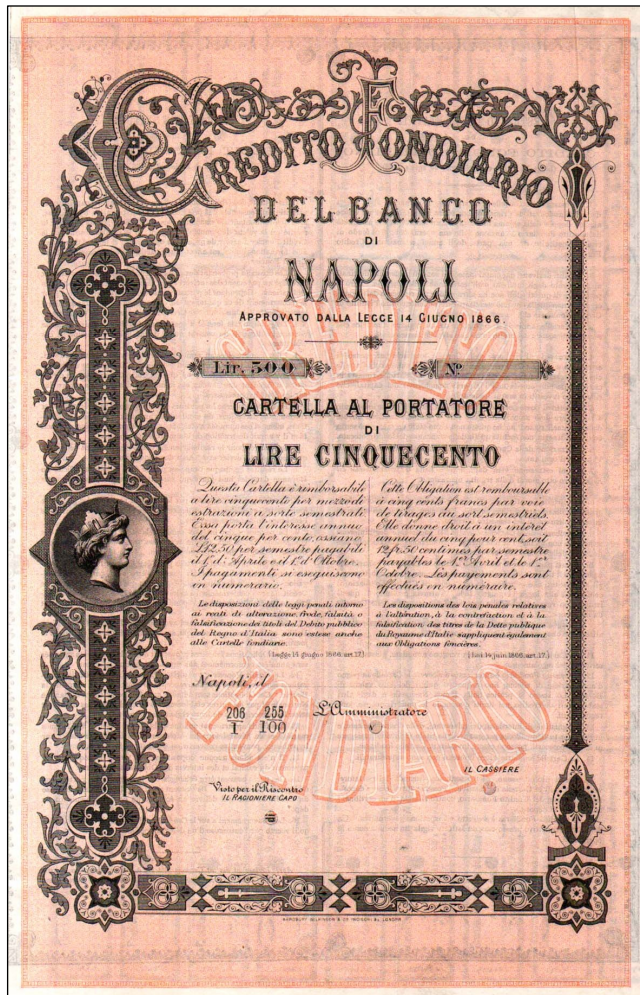 CREDITO FONDIARIO
DEL BANCO
DI
NAPOLI
APPROVATO DALLA LEGGE 14 GIUGNO 1866.
Lir. 500
Nº
CARTELLA AL PORTATORE
DI
LIRE CINQUECENTO
Questa Cartella è rimborsabile
a lire cinquecento per mezzo di
estrazioni a sorte semestrali.
Essa porta l'interesse annuo
del cinque per cento, ossiano
L.12,50 per semestre pagabili
il 1º d'Aprile e il 1º d'Ottobre.
I pagamenti si eseguiscono
in numerario.
Le disposizioni delle leggi penali intorno
ai reati di alterazione, frode, falsità o
falsificazione dei titoli del Debito pubblico
del Regno d'Italia sono estese anche
alle Cartelle fondiarie.
(Legge 14 giugno 1866, art. 17)
Cette Obligation est remboursable
à cinq cents francs par voie
de tirages au sort semestriels.
Elle donne droit à un intérêt
annuel du cinq pour cent, soit
12 fr. 50 centimes par semestre
payables le 1er Avril et le 1er
Octobre. Les payements sont
effectués en numéraire.
Les dispositions des lois pénales relatives
à l'altération, à la contrefaction et à la
falsification des titres de la Dette publique
du Royaume d'Italie s'appliquent également
aux Obligations foncières.
(Loi 14 juin 1866, art. 17.)
CREDITO
FONDIARIO
Napoli, il
206 255
1 100
L'Amministratore
IL CASSIERE
Visto per il Riscontro
IL RAGIONIERE CAPO
WILKINSON & Cº LONDRA